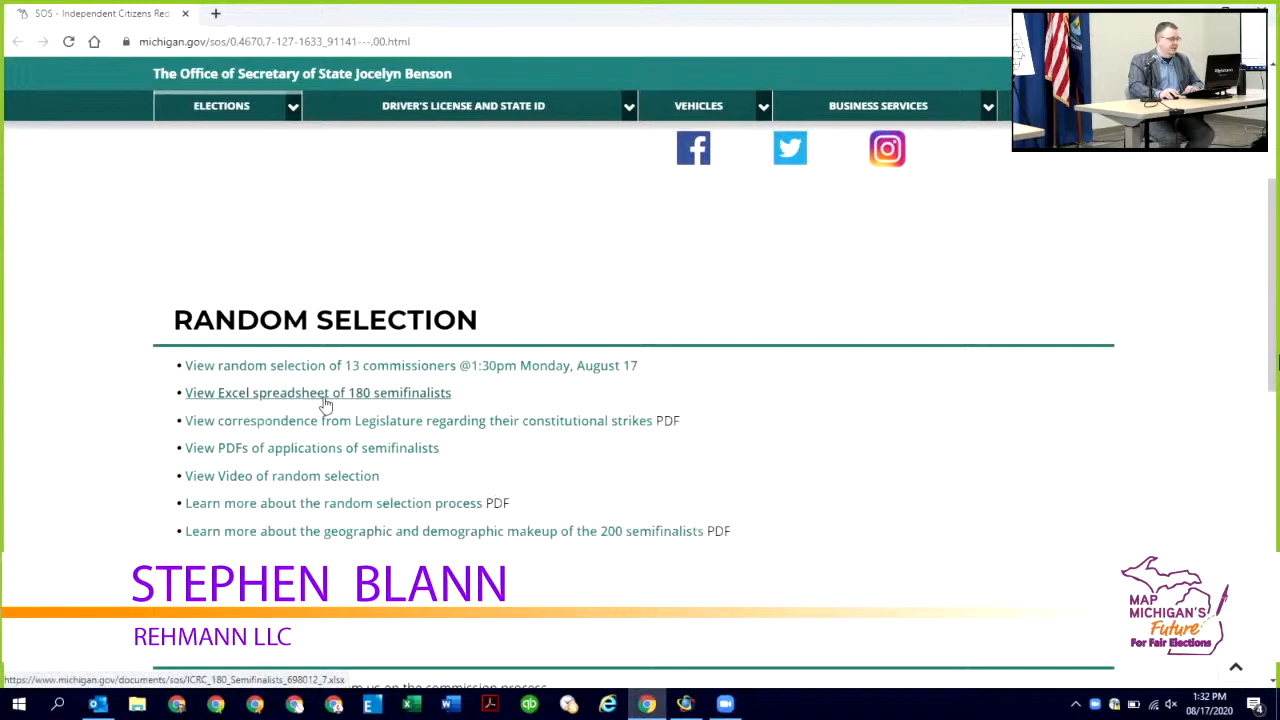 SOS - Independent Citizens Red
michigan.gov/sos/0,4670,7-127-1633_91141---,00.html
The Office of Secretary of State Jocelyn Benson
ELECTIONS
DRIVER'S LICENSE AND STATE ID
VEHICLES
BUSINESS SERVICES
RANDOM SELECTION
• View random selection of 13 commissioners @1:30pm Monday, August 17
• View Excel spreadsheet of 180 semifinalists
• View correspondence from Legislature regarding their constitutional strikes PDF
• View PDFs of applications of semifinalists
• View Video of random selection
• Learn more about the random selection process PDF
• Learn more about the geographic and demographic makeup of the 200 semifinalists PDF
STEPHEN BLANN
REHMANN LLC
MAP
MICHIGAN'S
Future
For Fair Elections
https://www.michigan.gov/documents/sos/ICRC_180_Semifinalists_698012_7.xlsx
us on the commission process
1:32 PM
08/17/2020
4